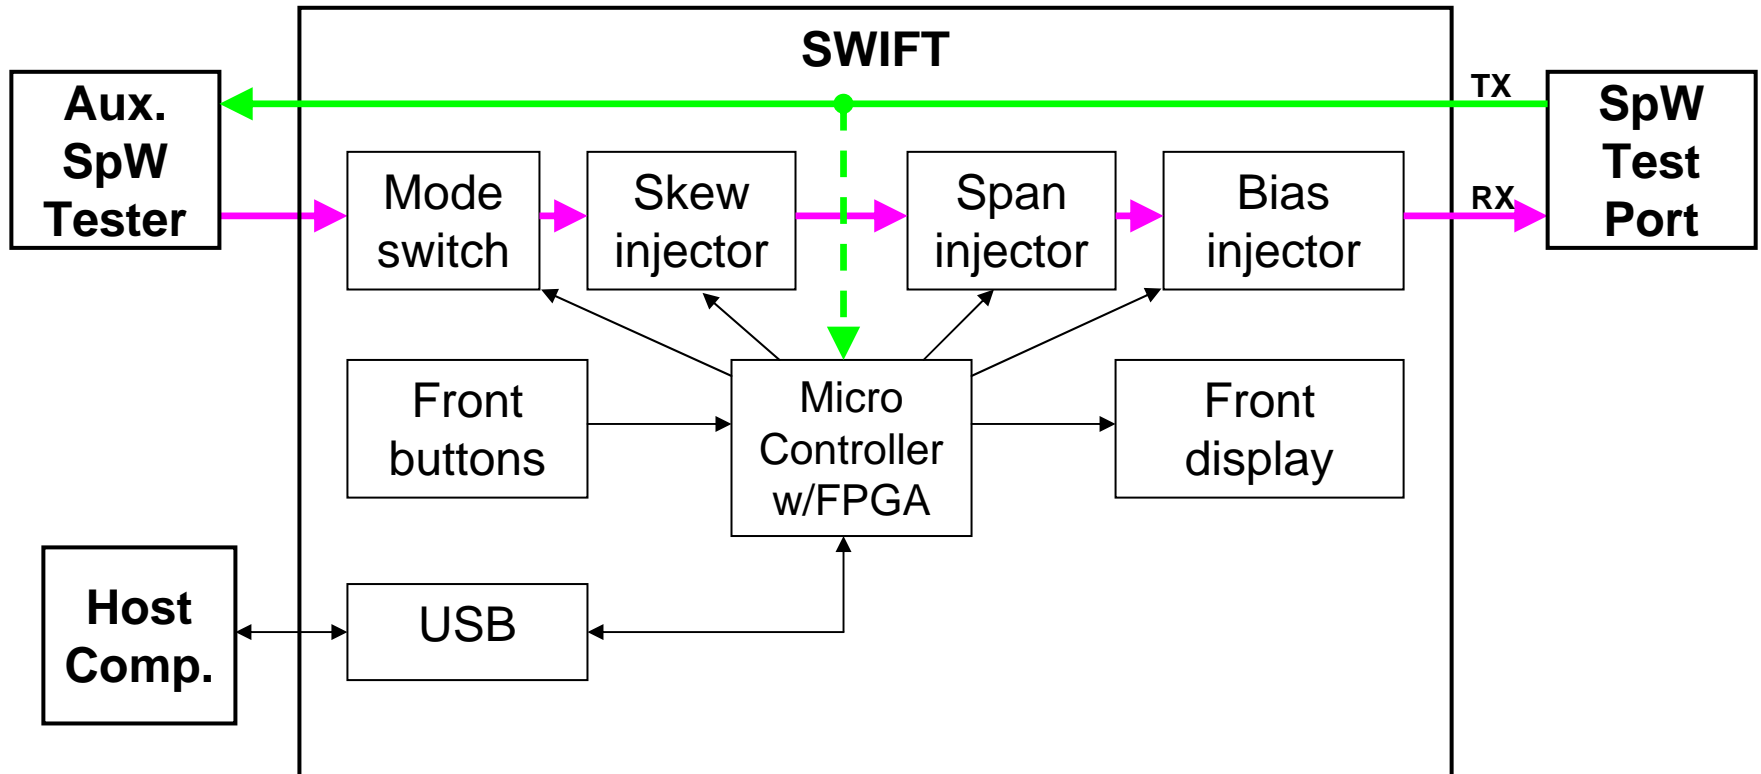 SWIFT
Aux.
SpW
Tester
TX
SpW
Test
Port
Mode
switch
Skew
injector
Span
injector
Bias
injector
RX
Front
buttons
Micro
Controller
w/FPGA
Front
display
Host
Comp.
USB